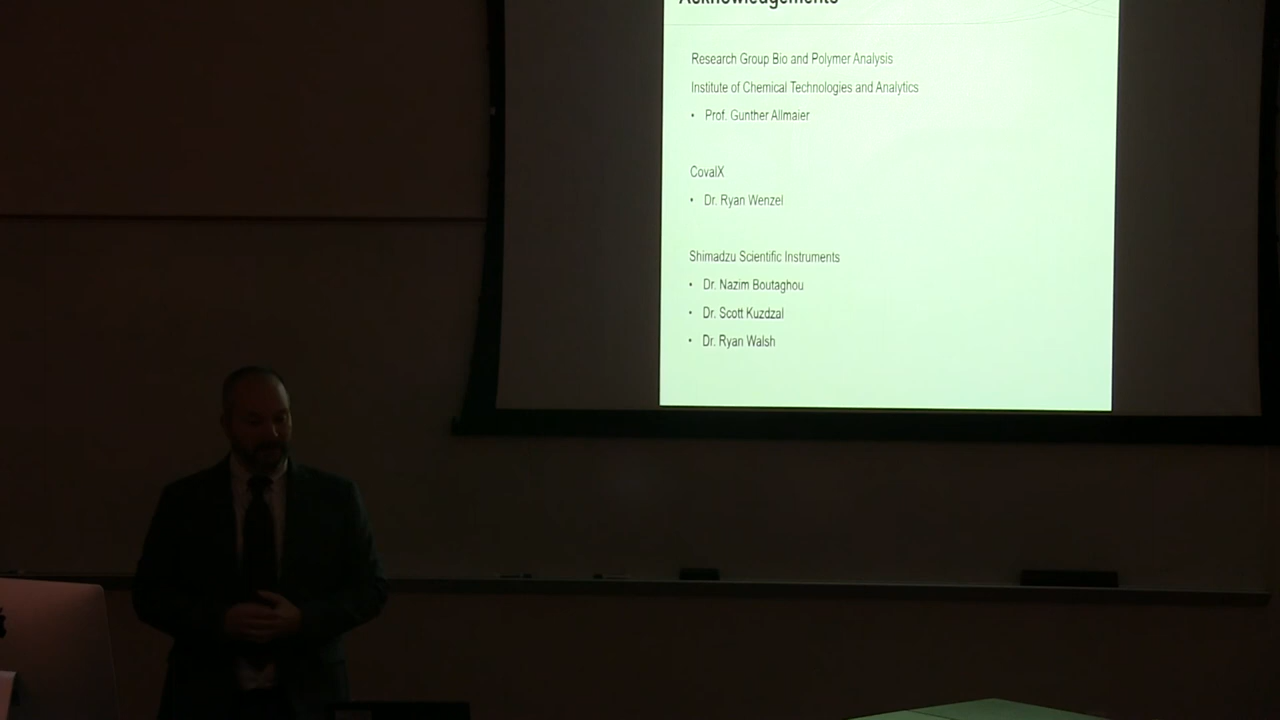 Acknowledgements
Research Group Bio and Polymer Analysis
Institute of Chemical Technologies and Analytics
• Prof. Gunther Allmaier
CovalX
• Dr. Ryan Wenzel
Shimadzu Scientific Instruments
• Dr. Nazim Boutaghou
• Dr. Scott Kuzdzal
• Dr. Ryan Walsh